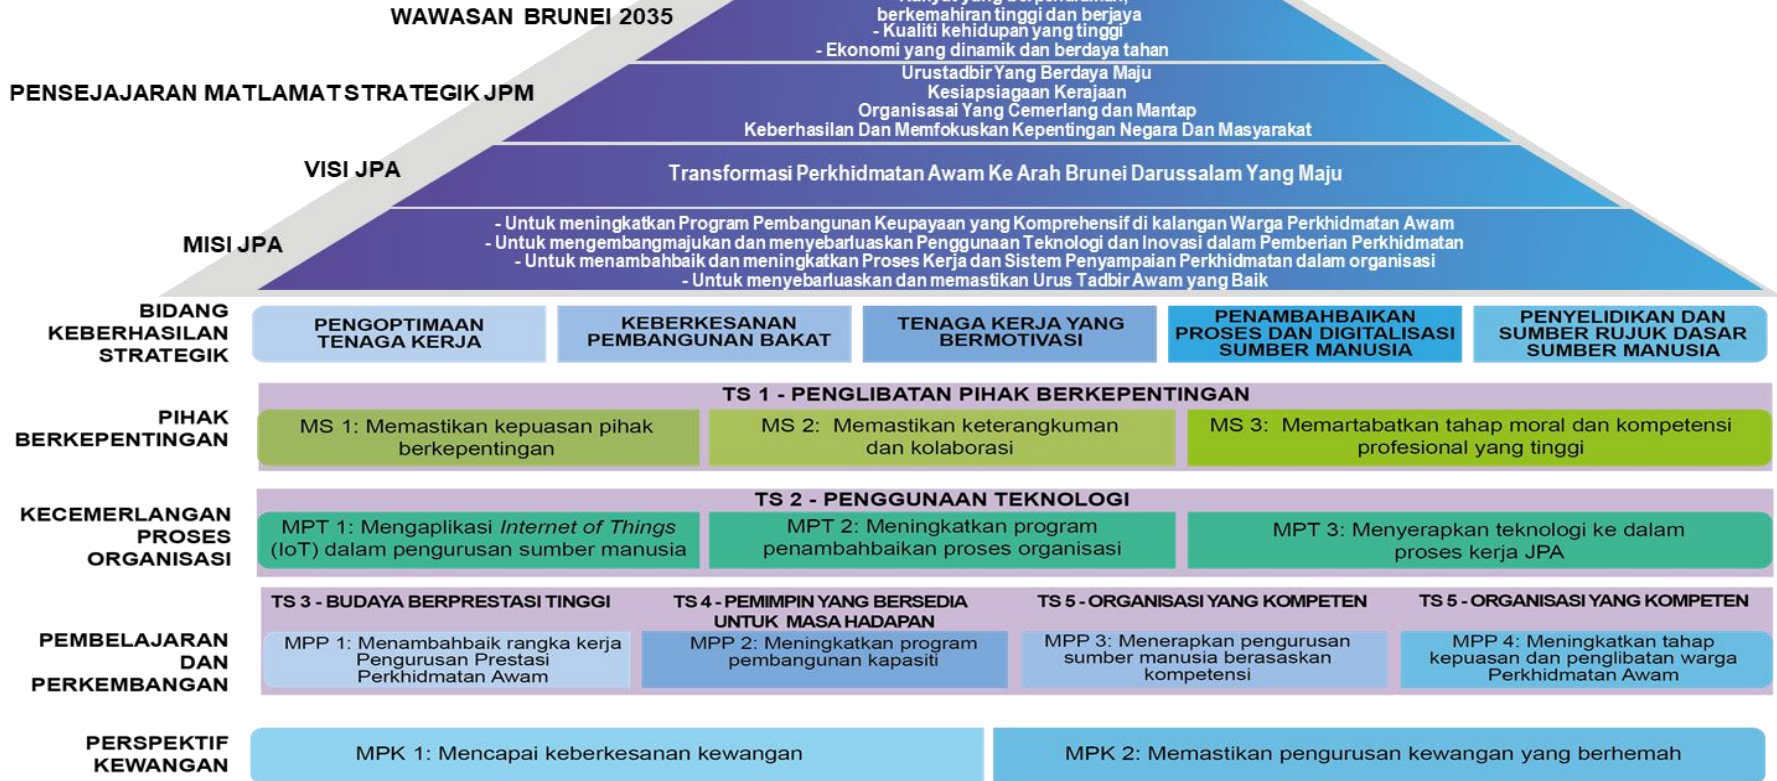 WAWASAN BRUNEI 2035
berkemahiran tinggi dan berjaya
- Kualiti kehidupan yang tinggi
- Ekonomi yang dinamik dan berdaya tahan
PENSEJAJARAN MATLAMAT STRATEGIK JPM
Urustadbir Yang Berdaya Maju
Kesiapsiagaan Kerajaan
Organisasai Yang Cemerlang dan Mantap
Keberhasilan Dan Memfokuskan Kepentingan Negara Dan Masyarakat
VISI JPA
Transformasi Perkhidmatan Awam Ke Arah Brunei Darussalam Yang Maju
MISI JPA
- Untuk meningkatkan Program Pembangunan Keupayaan yang Komprehensif di kalangan Warga Perkhidmatan Awam
- Untuk mengembangmajukan dan menyebarluaskan Penggunaan Teknologi dan Inovasi dalam Pemberian Perkhidmatan
- Untuk menambahbaik dan meningkatkan Proses Kerja dan Sistem Penyampaian Perkhidmatan dalam organisasi
- Untuk menyebarluaskan dan memastikan Urus Tadbir Awam yang Baik
BIDANG
KEBERHASILAN
STRATEGIK
PENGOPTIMAAN
TENAGA KERJA
KEBERKESANAN
PEMBANGUNAN BAKAT
TENAGA KERJA YANG
BERMOTIVASI
PENAMBAHBAIKAN
PROSES DAN DIGITALISASI
SUMBER MANUSIA
PENYELIDIKAN DAN
SUMBER RUJUK DASAR
SUMBER MANUSIA
PIHAK
BERKEPENTINGAN
TS 1 - PENGLIBATAN PIHAK BERKEPENTINGAN
MS 1: Memastikan kepuasan pihak
berkepentingan
MS 2: Memastikan keterangkuman
dan kolaborasi
MS 3: Memartabatkan tahap moral dan kompetensi
profesional yang tinggi
KECEMERLANGAN
PROSES
ORGANISASI
TS 2 - PENGGUNAAN TEKNOLOGI
MPT 1: Mengaplikasi Internet of Things
(IoT) dalam pengurusan sumber manusia
MPT 2: Meningkatkan program
penambahbaikan proses organisasi
MPT 3: Menyerapkan teknologi ke dalam
proses kerja JPA
PEMBELAJARAN
DAN
PERKEMBANGAN
TS 3 - BUDAYA BERPRESTASI TINGGI
MPP 1: Menambahbaik rangka kerja
Pengurusan Prestasi
Perkhidmatan Awam
TS 4 - PEMIMPIN YANG BERSEDIA
UNTUK MASA HADAPAN
MPP 2: Meningkatkan program
pembangunan kapasiti
TS 5 - ORGANISASI YANG KOMPETEN
MPP 3: Menerapkan pengurusan
sumber manusia berasaskan
kompetensi
TS 5 - ORGANISASI YANG KOMPETEN
MPP 4: Meningkatkan tahap
kepuasan dan penglibatan warga
Perkhidmatan Awam
PERSPEKTIF
KEWANGAN
MPK 1: Mencapai keberkesanan kewangan
MPK 2: Memastikan pengurusan kewangan yang berhemah